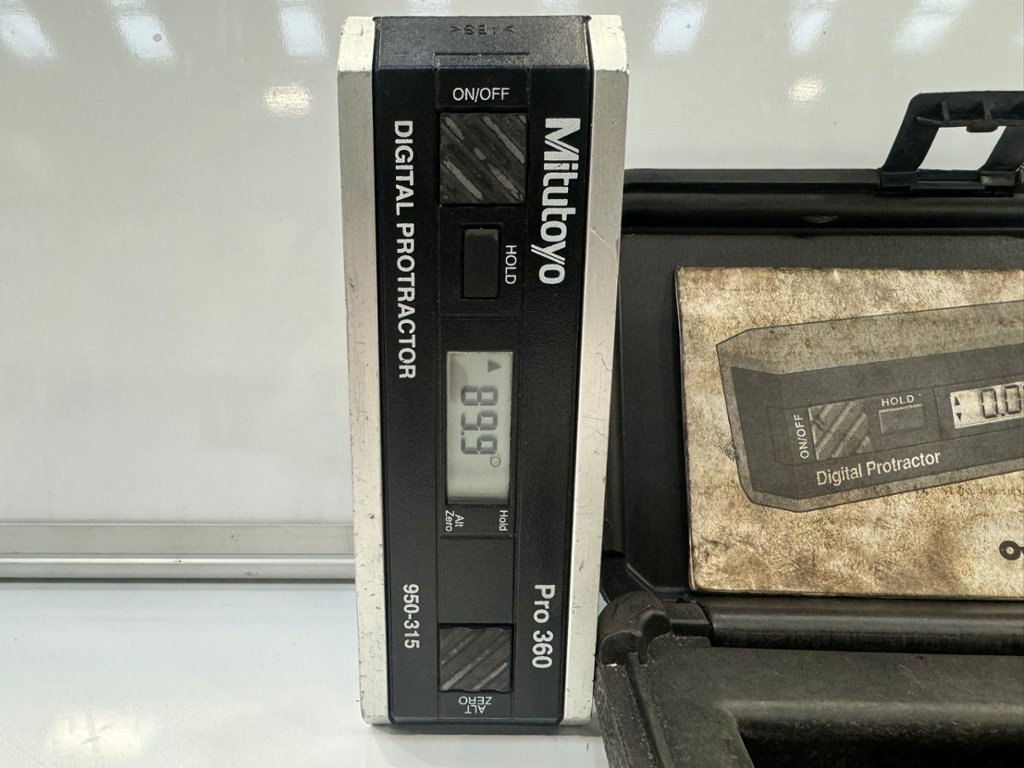 ON/OFF
Mitutoyo
DIGITAL PROTRACTOR
HOLD
89.9°
Hold
Alt
Zero
Pro 360
950-315
ALT
ZERO
ON/OFF
HOLD
Digital Protractor